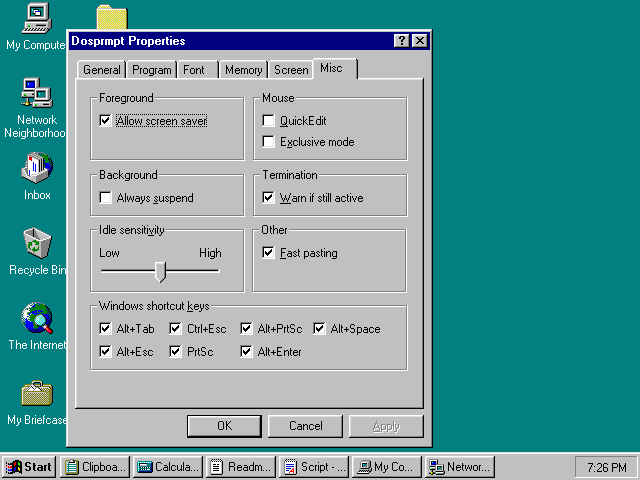 My Compute
Network
Neighborhoo
Inbox
Recycle Bin
The Internet
My Briefcase
Dosprmpt Properties
General Program Font Memory Screen Misc
Foreground
Allow screen saver
Mouse
QuickEdit
Exclusive mode
Background
Always suspend
Termination
Warn if still active
Idle sensitivity
Low High
Other
Fast pasting
Windows shortcut keys
Alt+Tab Ctrl+Esc Alt+PrtSc Alt+Space
Alt+Esc PrtSc Alt+Enter
OK Cancel Apply
Start Clipboa... Calcula... Readm... Script - ... My Co... Networ... 7:26 PM